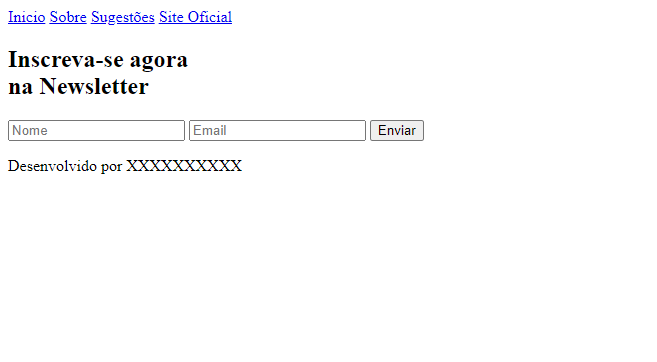 Inicio Sobre Sugestões Site Oficial
Inscreva-se agora
na Newsletter
Nome Email Enviar
Desenvolvido por XXXXXXXXXX